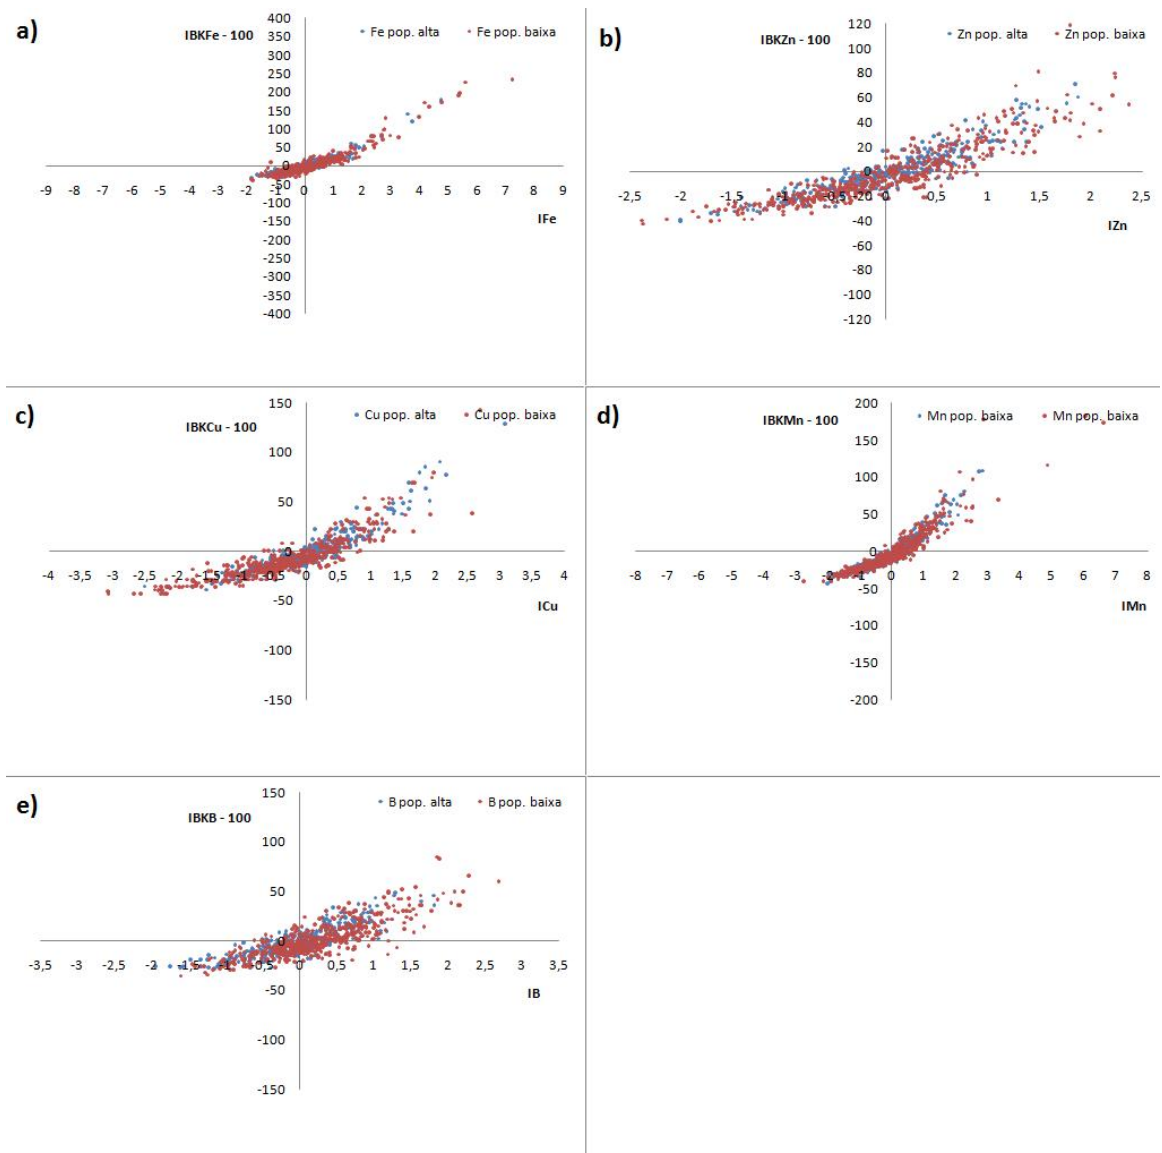 a)
IBKFe - 100
Fe pop. alta
Fe pop. baixa
400
350
300
250
200
150
100
50
0
-50
-100
-150
-200
-250
-300
-350
-400
-9 -8 -7 -6 -5 -4 -3 -2 -1 0 1 2 3 4 5 6 7 8 9
IFe
b)
IBKZn - 100
Zn pop. alta
Zn pop. baixa
120
100
80
60
40
20
0
-20
-40
-60
-80
-100
-120
-2,5 -2 -1,5 -1 -0,5 0 0,5 1 1,5 2 2,5
IZn
c)
IBKCu - 100
Cu pop. alta
Cu pop. baixa
150
100
50
0
-50
-100
-150
-4 -3,5 -3 -2,5 -2 -1,5 -1 -0,5 0 0,5 1 1,5 2 2,5 3 3,5 4
ICu
d)
IBKMn - 100
Mn pop. baixa
Mn pop. baixa
200
150
100
50
0
-50
-100
-150
-200
-8 -7 -6 -5 -4 -3 -2 -1 0 1 2 3 4 5 6 7 8
IMn
e)
IBKB - 100
B pop. alta
B pop. baixa
150
100
50
0
-50
-100
-150
3,5 -3 -2,5 -2 -1,5 -1 -0,5 0 0,5 1 1,5 2 2,5 3 3,5
IB